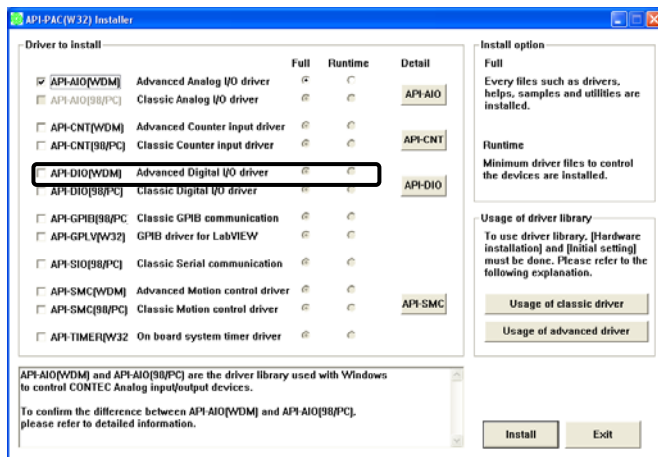 API-PAC(W32) Installer
Driver to install
Full Runtime Detail
API-AIO(WDM) Advanced Analog I/O driver
API-AIO(98/PC) Classic Analog I/O driver
API-AIO
API-CNT(WDM) Advanced Counter input driver
API-CNT(98/PC) Classic Counter input driver
API-CNT
API-DIO(WDM) Advanced Digital I/O driver
API-DIO(98/PC) Classic Digital I/O driver
API-DIO
API-GPIB(98/PC Classic GPIB communication
API-GPLV(W32) GPIB driver for LabVIEW
API-SIO(98/PC) Classic Serial communication
API-SMC(WDM) Advanced Motion control driver
API-SMC(98/PC) Classic Motion control driver
API-SMC
API-TIMER(W32 On board system timer driver
Install option
Full
Every files such as drivers,
helps, samples and utilities are
installed.
Runtime
Minimum driver files to control
the devices are installed.
Usage of driver library
To use driver library, [Hardware
installation] and [Initial setting]
must be done. Please refer to the
following explanation.
Usage of classic driver
Usage of advanced driver
API-AIO(WDM) and API-AIO(98/PC) are the driver library used with Windows
to control CONTEC Analog input/output devices.
To confirm the difference between API-AIO(WDM) and API-AIO(98/PC),
please refer to detailed information.
Install Exit